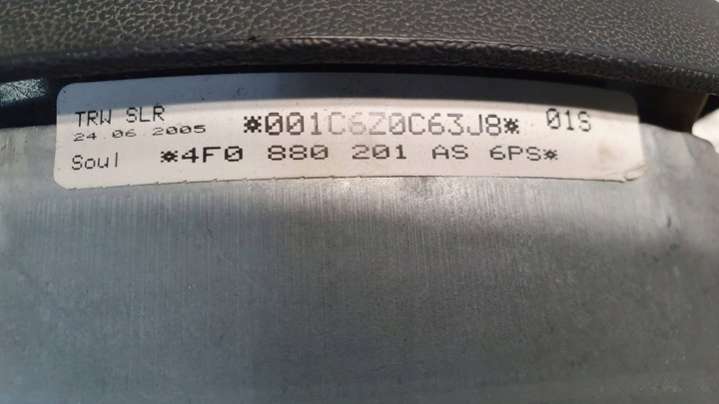 TRW SLR *001C6Z0C63J8* 01S
24.06.2005
Soul *4F0 880 201 AS 6PS*